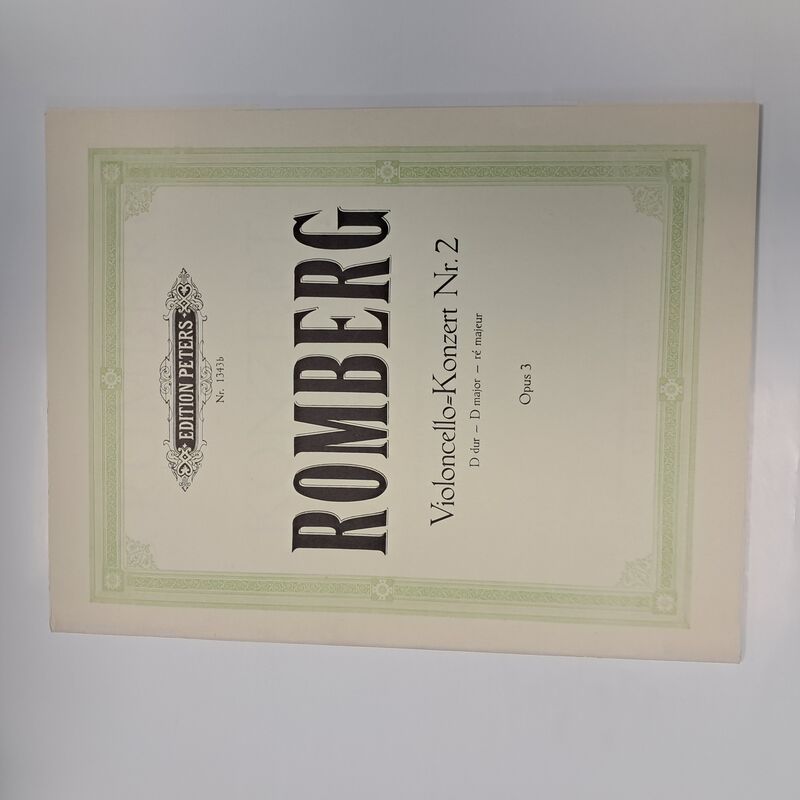 EDITION PETERS
Nr. 1343b
ROMBERG
Violoncello=Konzert Nr. 2
D dur – D major – ré majeur
Opus 3